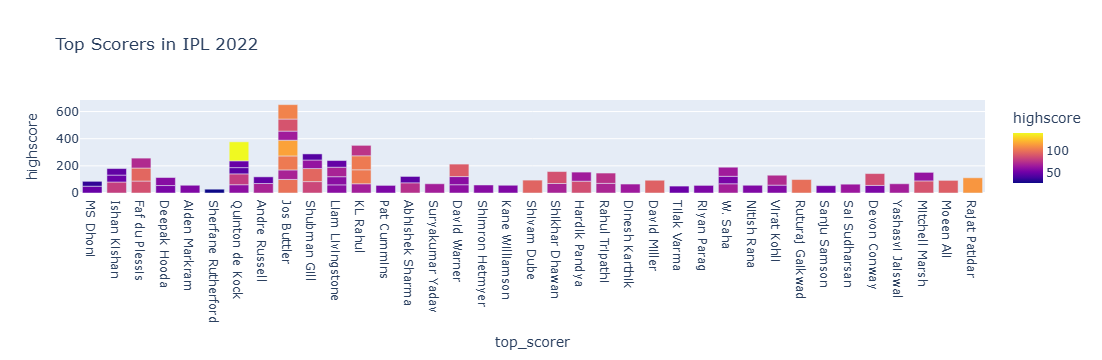 Top Scorers in IPL 2022
highscore
600
400
200
0
MS Dhoni
Ishan Kishan
Faf du Plessis
Deepak Hooda
Aiden Markram
Sherfane Rutherford
Quinton de Kock
Andre Russell
Jos Buttler
Shubman Gill
Liam Livingstone
KL Rahul
Pat Cummins
Abhishek Sharma
Suryakumar Yadav
David Warner
Shimron Hetmyer
Kane Williamson
Shivam Dube
Shikhar Dhawan
Hardik Pandya
Rahul Tripathi
Dinesh Karthik
David Miller
Tilak Varma
Riyan Parag
W. Saha
Nitish Rana
Virat Kohli
Ruturaj Gaikwad
Sanju Samson
Sai Sudharsan
Devon Conway
Yashasvi Jaiswal
Mitchell Marsh
Moeen Ali
Rajat Patidar
top_scorer
highscore
100
50